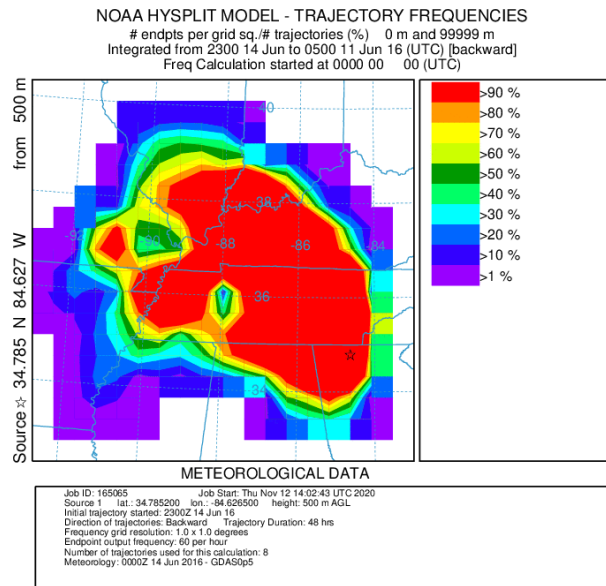 NOAA HYSPLIT MODEL - TRAJECTORY FREQUENCIES
# endpts per grid sq./# trajectories (%) 0 m and 99999 m
Integrated from 2300 14 Jun to 0500 11 Jun 16 (UTC) [backward]
Freq Calculation started at 0000 00 00 (UTC)
Source ☆ 34.785 N 84.627 W from 500 m
40
38
-92
-90
-88
-86
-84
36
34
>90 %
>80 %
>70 %
>60 %
>50 %
>40 %
>30 %
>20 %
>10 %
>1 %
METEOROLOGICAL DATA
Job ID: 165065 Job Start: Thu Nov 12 14:02:43 UTC 2020
Source 1 lat.: 34.785200 lon.: -84.626500 height: 500 m AGL
Initial trajectory started: 2300Z 14 Jun 16
Direction of trajectories: Backward Trajectory Duration: 48 hrs
Frequency grid resolution: 1.0 x 1.0 degrees
Endpoint output frequency: 60 per hour
Number of trajectories used for this calculation: 8
Meteorology: 0000Z 14 Jun 2016 - GDAS0p5